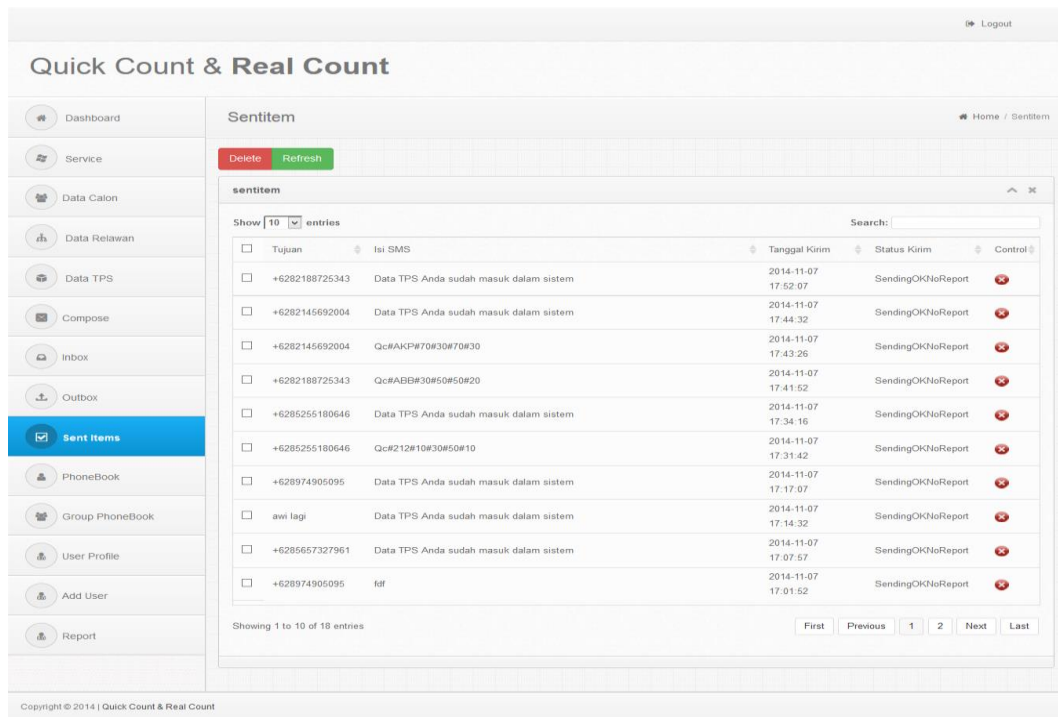 Logout
Quick Count & Real Count
Dashboard
Service
Data Calon
Data Relawan
Data TPS
Compose
Inbox
Outbox
Sent Items
PhoneBook
Group PhoneBook
User Profile
Add User
Report
Sentitem
Home / Sentitem
Delete Refresh
sentitem
Show 10 entries Search:
Tujuan Isi SMS Tanggal Kirim Status Kirim Control
+6282188725343 Data TPS Anda sudah masuk dalam sistem 2014-11-07 17:52:07 SendingOKNoReport
+6282145692004 Data TPS Anda sudah masuk dalam sistem 2014-11-07 17:44:32 SendingOKNoReport
+6282145692004 Qc#AKP#70#30#70#30 2014-11-07 17:43:26 SendingOKNoReport
+6282188725343 Qc#ABB#30#50#50#20 2014-11-07 17:41:52 SendingOKNoReport
+6285255180646 Data TPS Anda sudah masuk dalam sistem 2014-11-07 17:34:16 SendingOKNoReport
+6285255180646 Qc#212#10#30#50#10 2014-11-07 17:31:42 SendingOKNoReport
+628974905095 Data TPS Anda sudah masuk dalam sistem 2014-11-07 17:17:07 SendingOKNoReport
awi lagi Data TPS Anda sudah masuk dalam sistem 2014-11-07 17:14:32 SendingOKNoReport
+6285657327961 Data TPS Anda sudah masuk dalam sistem 2014-11-07 17:07:57 SendingOKNoReport
+628974905095 fdf 2014-11-07 17:01:52 SendingOKNoReport
Showing 1 to 10 of 18 entries
First Previous 1 2 Next Last
Copyright © 2014 | Quick Count & Real Count